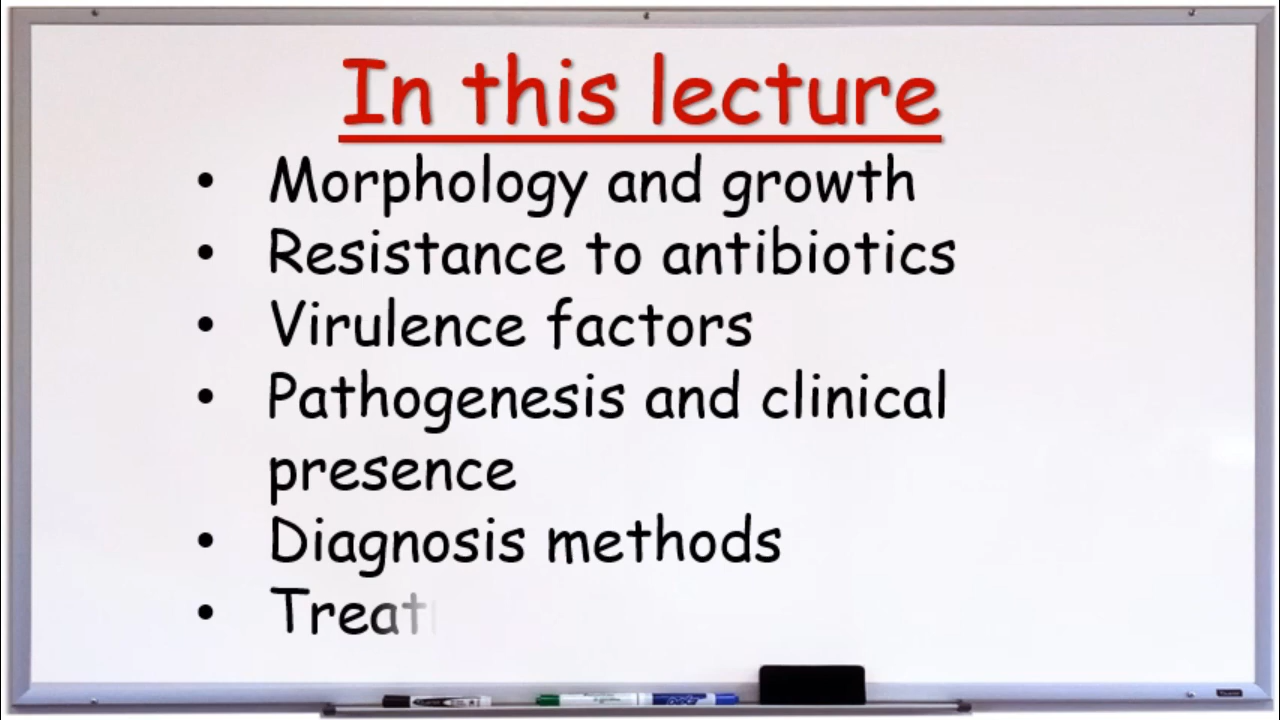 In this lecture
• Morphology and growth
• Resistance to antibiotics
• Virulence factors
• Pathogenesis and clinical
presence
• Diagnosis methods
• Treat